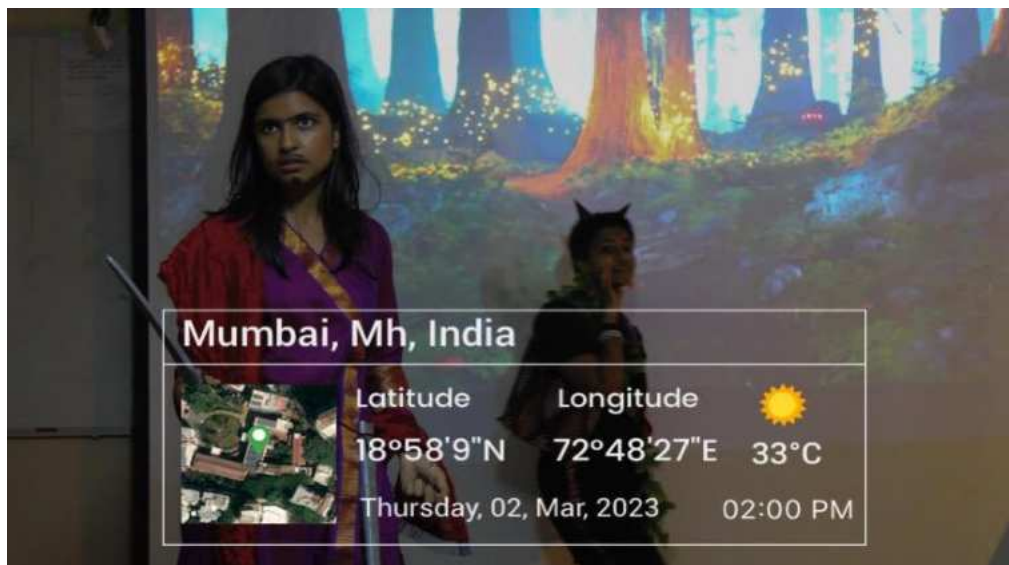 Mumbai, Mh, India
Latitude Longitude
18°58'9"N 72°48'27"E 33°C
Thursday, 02, Mar, 2023 02:00 PM